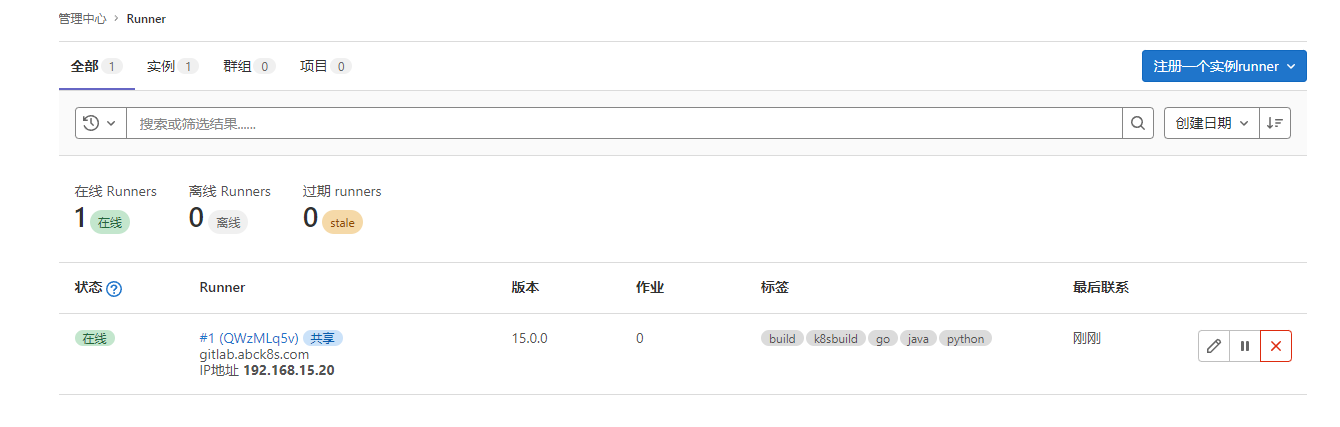 管理中心 › Runner
全部 1 实例 1 群组 0 项目 0 注册一个实例runner
搜索或筛选结果...... 创建日期
在线 Runners 离线 Runners 过期 runners
1 在线 0 离线 0 stale
状态 ? Runner 版本 作业 标签 最后联系
在线 #1 (QWzMLq5v) 共享 15.0.0 0 build k8sbuild go java python 刚刚
gitlab.abck8s.com
IP地址 192.168.15.20